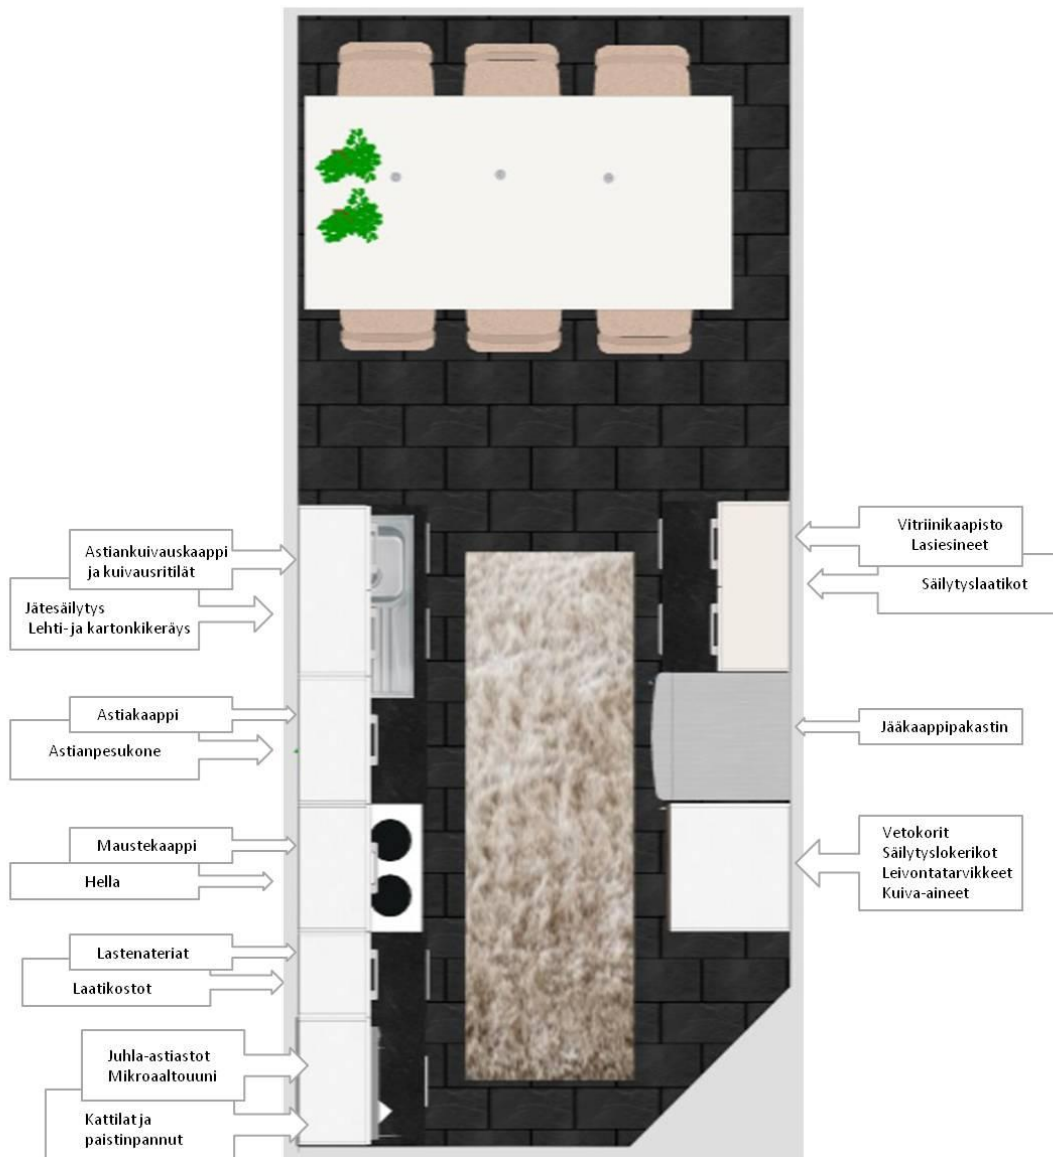 Astiankuivauskaappi
ja kuivausritilät
Jätesäilytys
Lehti- ja kartonkikeräys
Astiakaappi
Astianpesukone
Maustekaappi
Hella
Lastenateriat
Laatikostot
Juhla-astiastot
Mikroaaltouuni
Kattilat ja
paistinpannut
Vitriinikaapisto
Lasiesineet
Säilytyslaatikot
Jääkaappipakastin
Vetokorit
Säilytyslokerikot
Leivontatarvikkeet
Kuiva-aineet